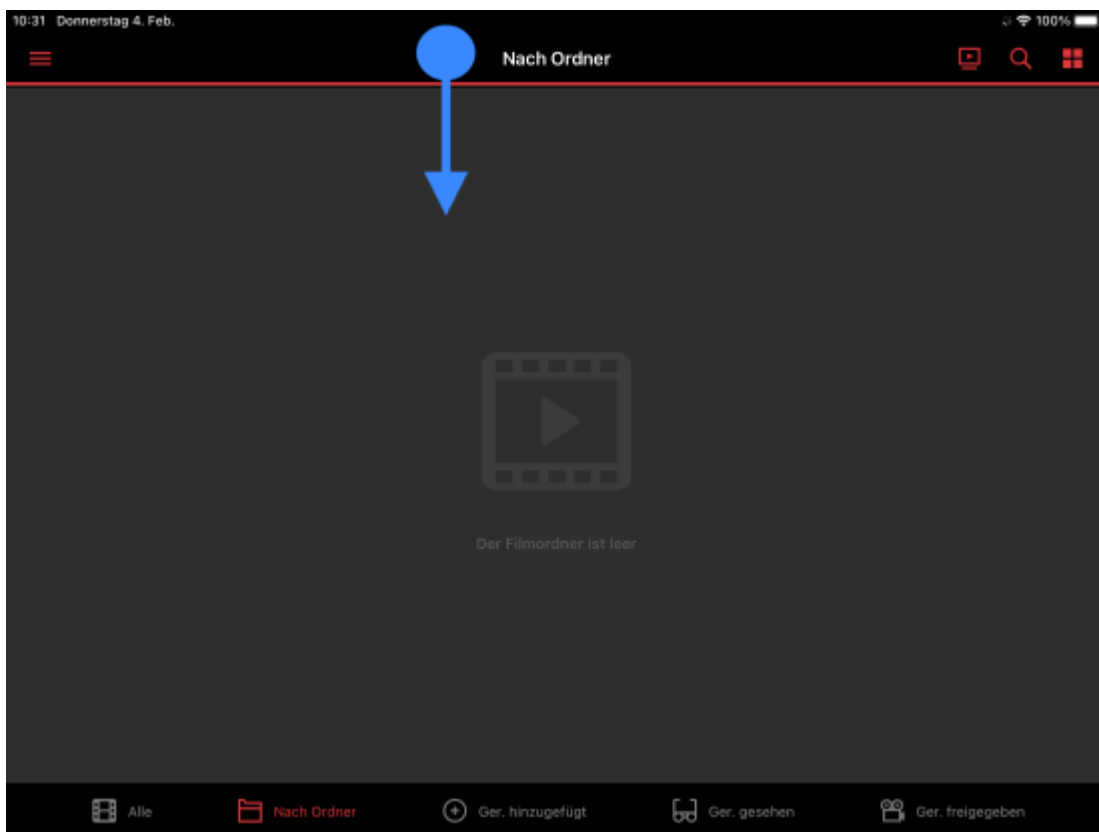 10:31 Donnerstag 4. Feb.
100%
Nach Ordner
Der Filmordner ist leer
Alle
Nach Ordner
Ger. hinzugefügt
Ger. gesehen
Ger. freigegeben